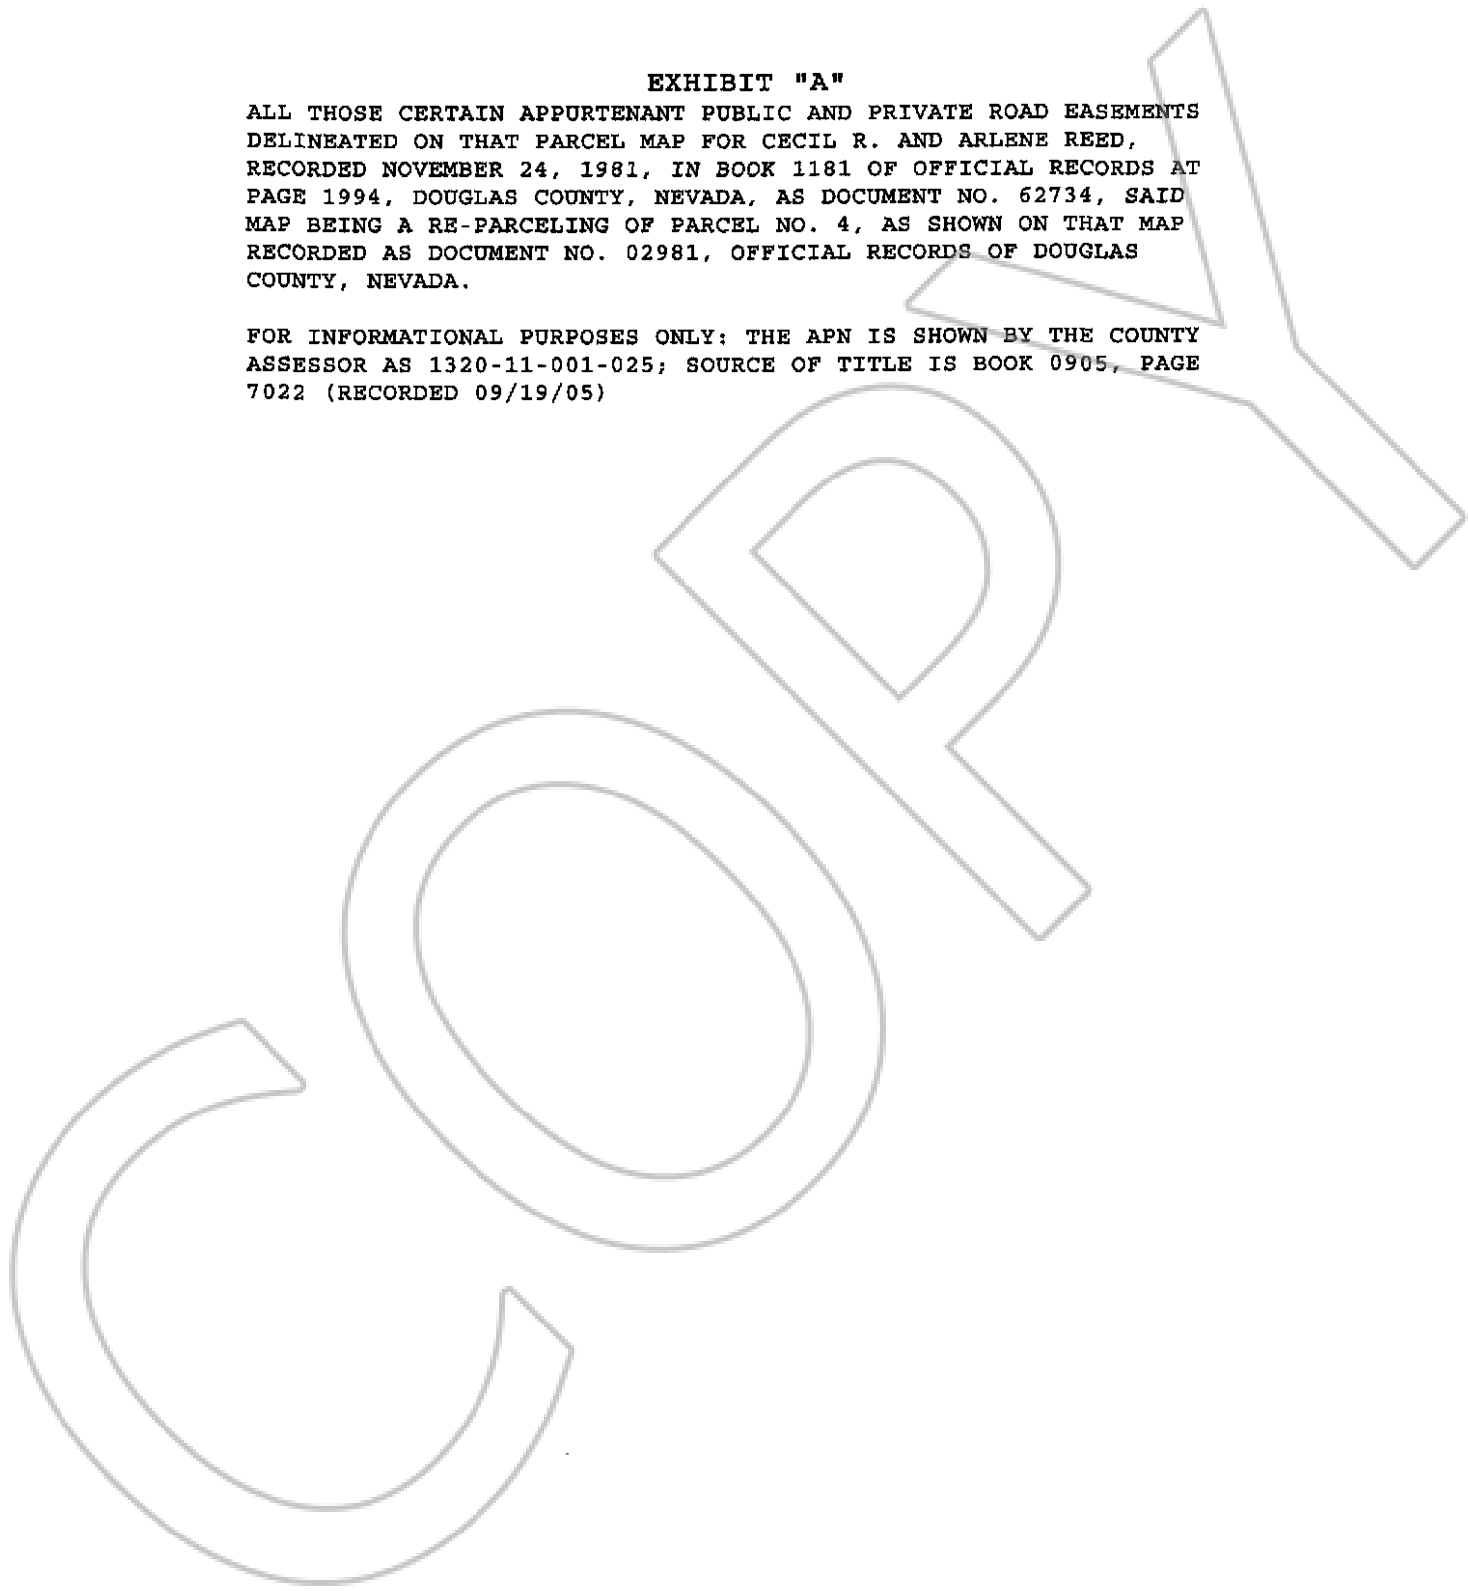 EXHIBIT "A"
ALL THOSE CERTAIN APPURTENANT PUBLIC AND PRIVATE ROAD EASEMENTS
DELINEATED ON THAT PARCEL MAP FOR CECIL R. AND ARLENE REED,
RECORDED NOVEMBER 24, 1981, IN BOOK 1181 OF OFFICIAL RECORDS AT
PAGE 1994, DOUGLAS COUNTY, NEVADA, AS DOCUMENT NO. 62734, SAID
MAP BEING A RE-PARCELING OF PARCEL NO. 4, AS SHOWN ON THAT MAP
RECORDED AS DOCUMENT NO. 02981, OFFICIAL RECORDS OF DOUGLAS
COUNTY, NEVADA.
FOR INFORMATIONAL PURPOSES ONLY: THE APN IS SHOWN BY THE COUNTY
ASSESSOR AS 1320-11-001-025; SOURCE OF TITLE IS BOOK 0905, PAGE
7022 (RECORDED 09/19/05)
COPY